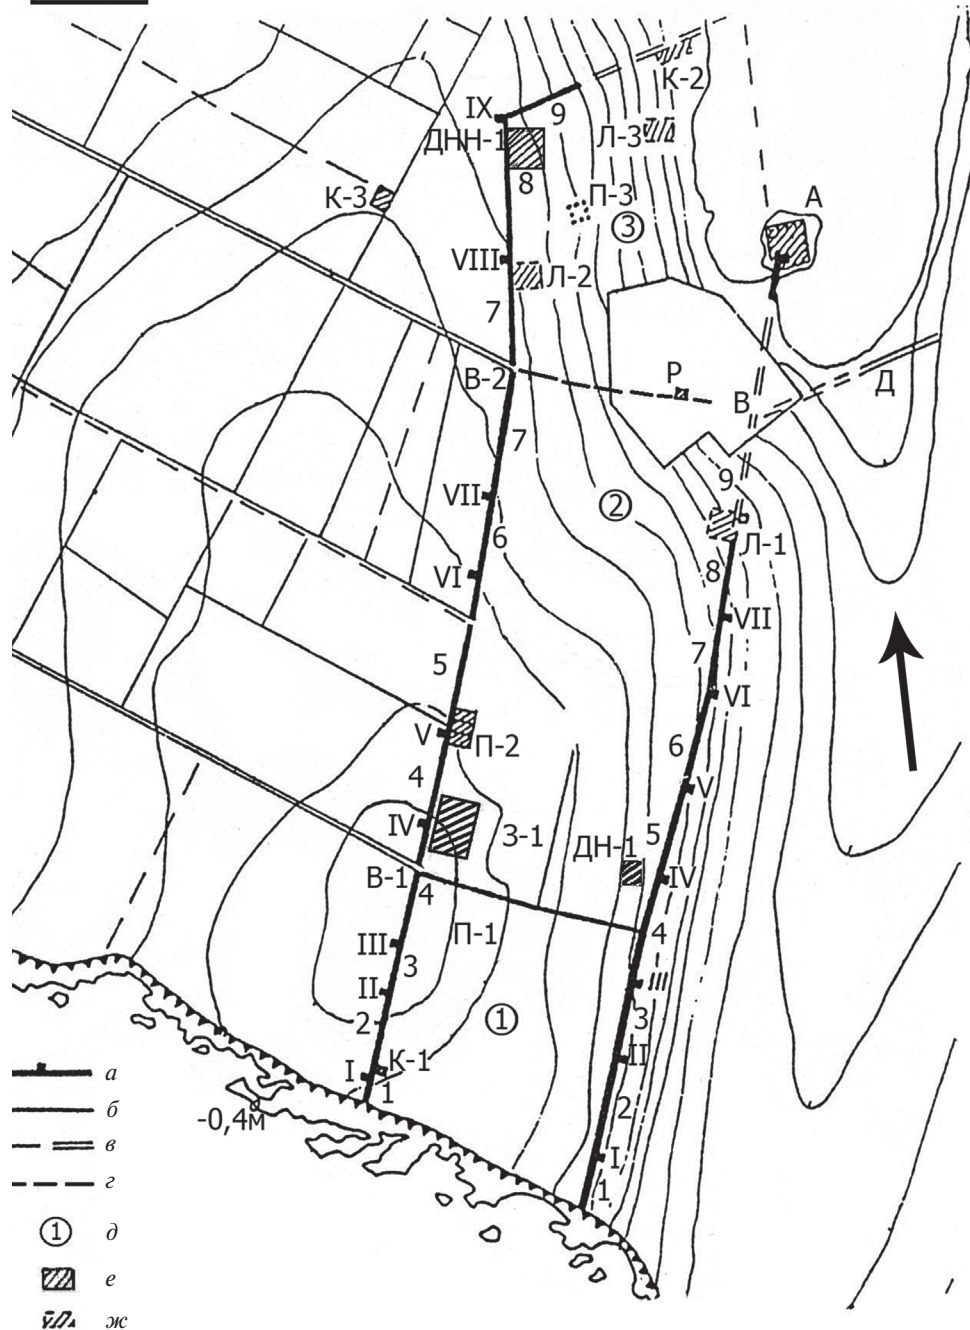 К-2
IX
9
ДНН-1
Л-3
8
П-3
К-3
А
3
VIII
Л-2
7
В-2
Р
В
Д
7
9
VII
2
6
Л-1
VI
8
VII
5
7
VI
V
П-2
6
4
V
IV
З-1
ДН-1
5
В-1
4
IV
П-1
4
III
3
III
II
2
1
3
К-1
II
I
1
2
-0,4м
I
1
а
б
в
г
1
д
е
ж